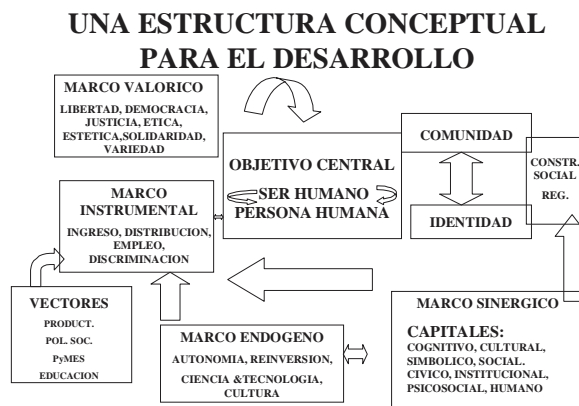 UNA ESTRUCTURA CONCEPTUAL
PARA EL DESARROLLO
MARCO VALORICO
LIBERTAD, DEMOCRACIA,
JUSTICIA, ETICA,
ESTETICA,SOLIDARIDAD,
VARIEDAD
OBJETIVO CENTRAL
SER HUMANO
PERSONA HUMANA
COMUNIDAD
IDENTIDAD
CONSTR.
SOCIAL
REG.
MARCO
INSTRUMENTAL
INGRESO, DISTRIBUCION,
EMPLEO,
DISCRIMINACION
VECTORES
PRODUCT.
POL. SOC.
PyMES
EDUCACION
MARCO ENDOGENO
AUTONOMIA, REINVERSION,
CIENCIA &TECNOLOGIA,
CULTURA
MARCO SINERGICO
CAPITALES:
COGNITIVO, CULTURAL,
SIMBOLICO, SOCIAL.
CIVICO, INSTITUCIONAL,
PSICOSOCIAL, HUMANO